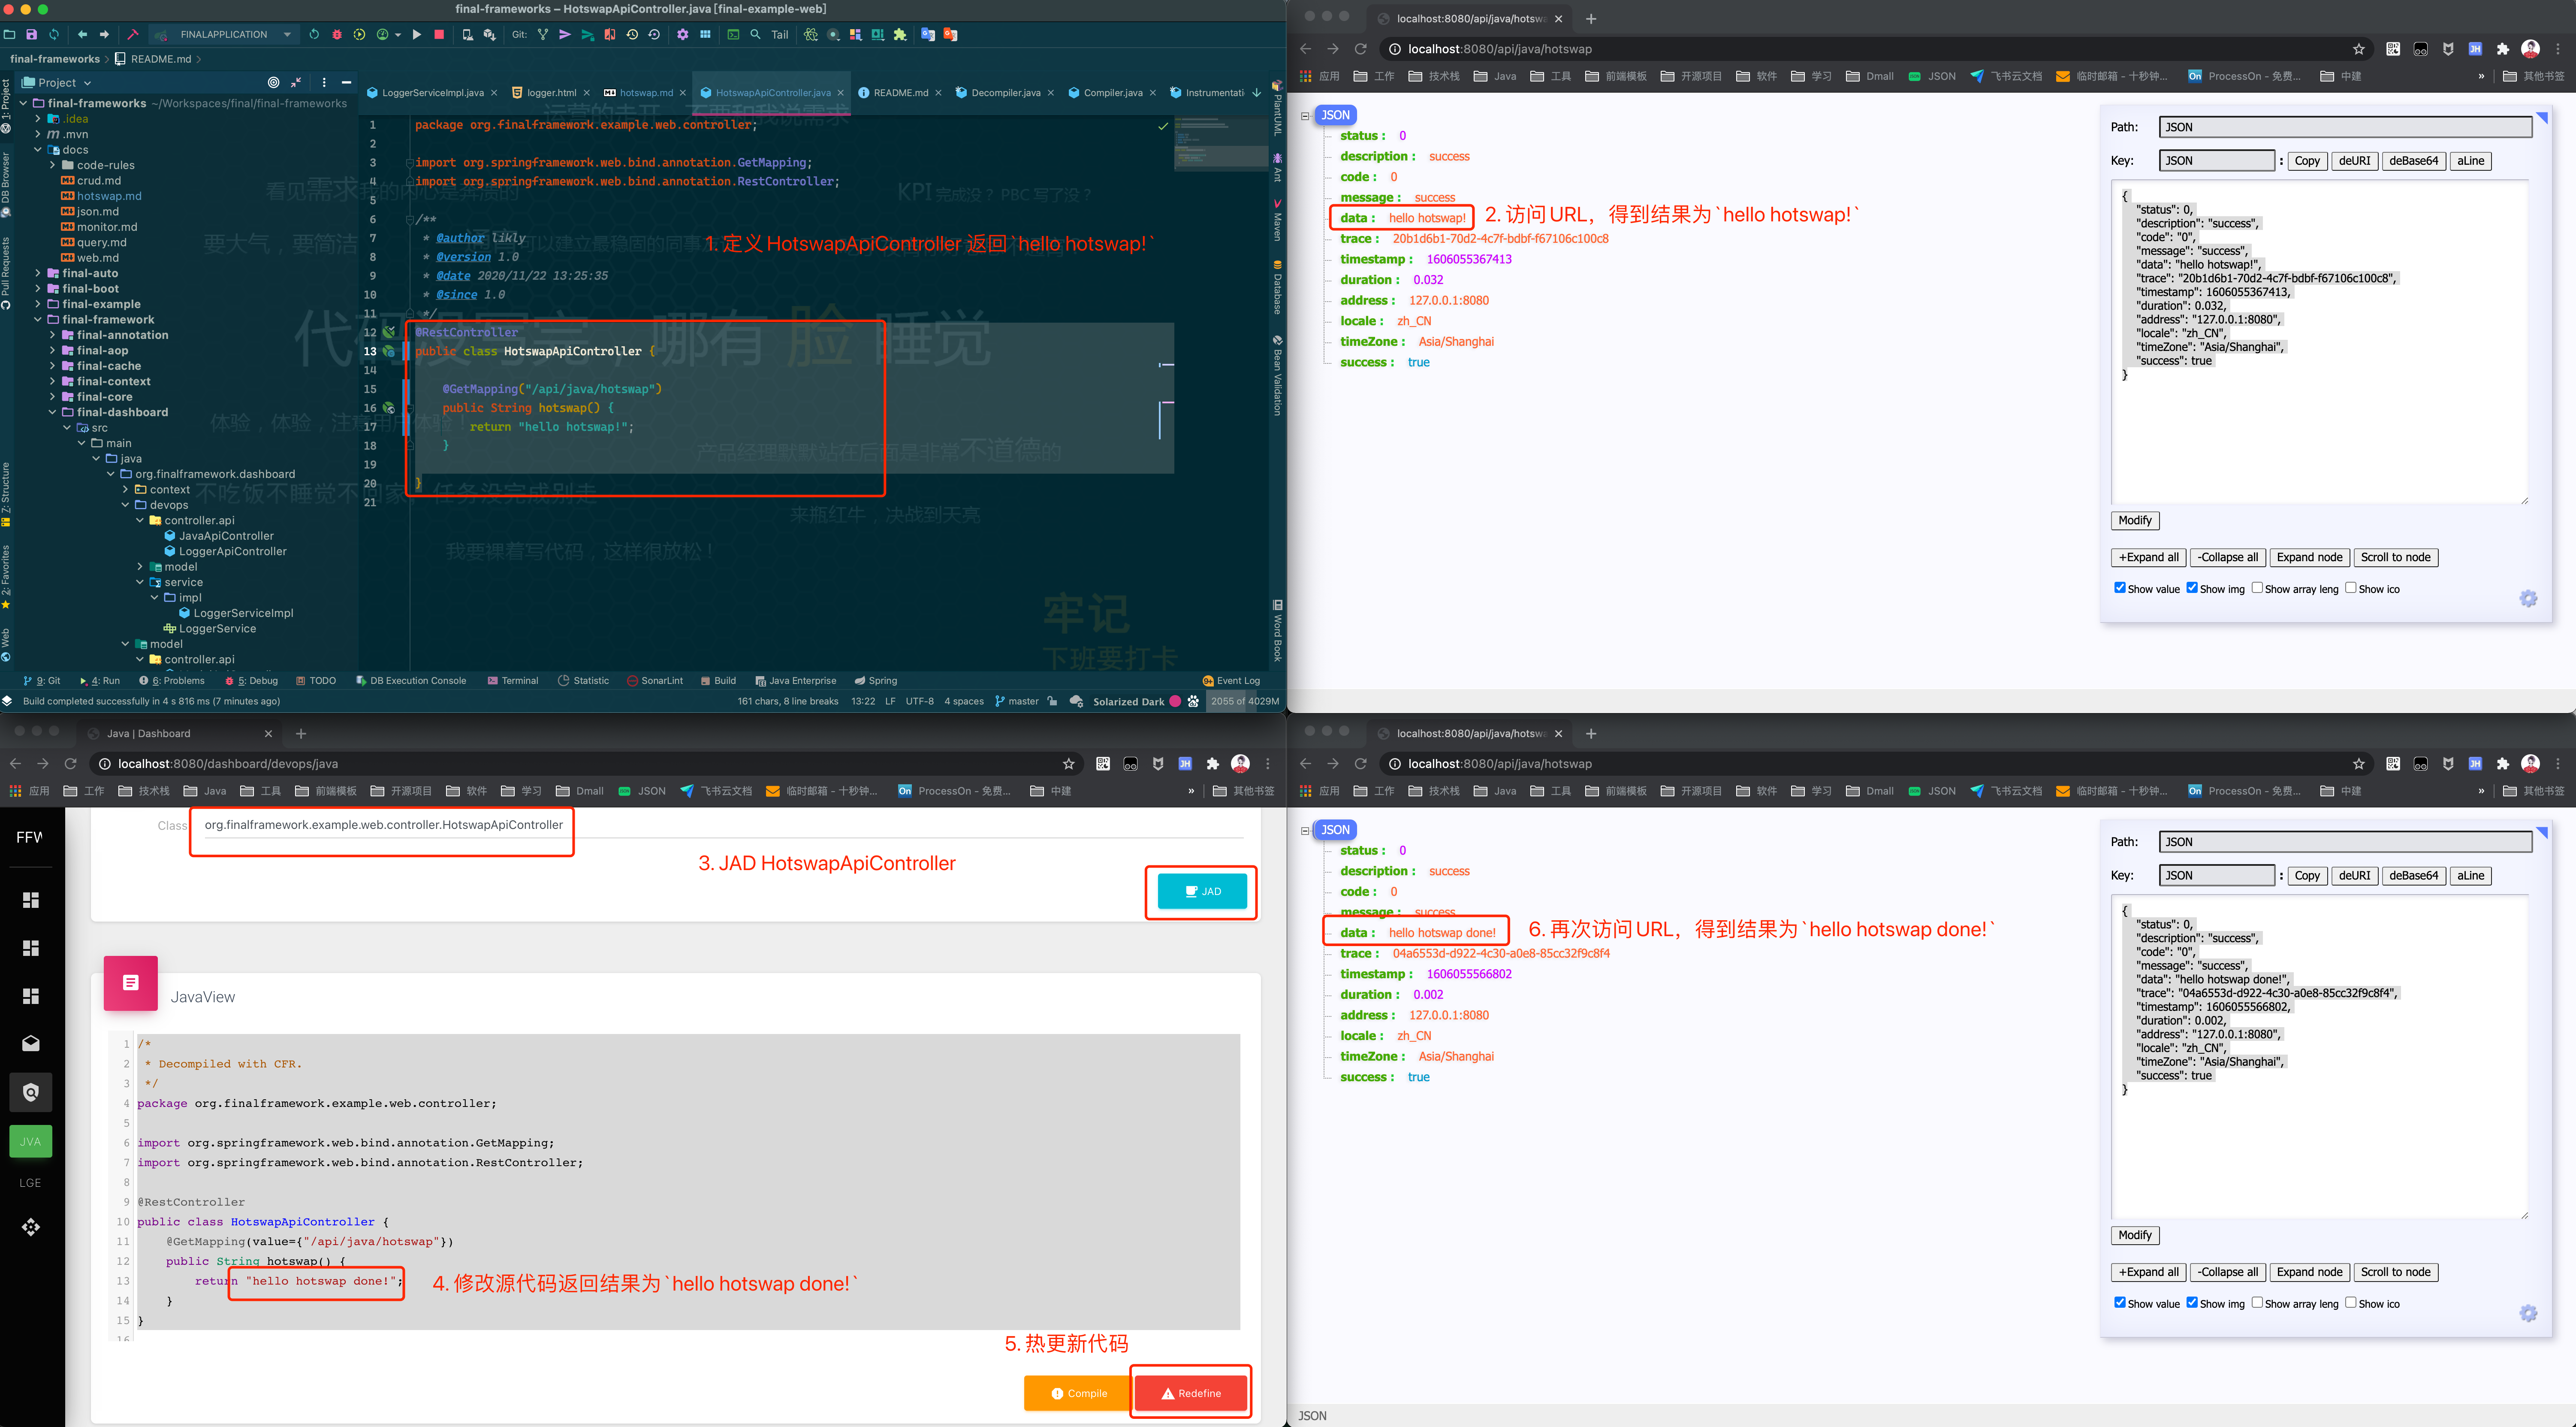 final-frameworks – HotswapApiController.java [final-example-web]
FINALAPPLICATION
Git:
Tail
final-frameworks
README.md
Project
LoggerServiceImpl.java
logger.html
hotswap.md
HotswapApiController.java
README.md
Decompiler.java
Compiler.java
Instrumentati
1: Project
DB Browser
Pull Requests
Z: Structure
2: Favorites
Web
final-frameworks ~/Workspaces/final/final-frameworks
.idea
.mvn
docs
code-rules
crud.md
hotswap.md
json.md
monitor.md
query.md
web.md
final-auto
final-boot
final-example
final-framework
final-annotation
final-aop
final-cache
final-context
final-core
final-dashboard
src
main
java
org.finalframework.dashboard
context
devops
controller.api
JavaApiController
LoggerApiController
model
service
impl
LoggerServiceImpl
LoggerService
model
controller.api
1 package org.finalframework.example.web.controller;
2
3 import org.springframework.web.bind.annotation.GetMapping;
4 import org.springframework.web.bind.annotation.RestController;
5
6 /**
7 * @author likly
8 * @version 1.0
9 * @date 2020/11/22 13:25:35
10 * @since 1.0
11 */
12 @RestController
13 public class HotswapApiController {
14
15 @GetMapping("/api/java/hotswap")
16 public String hotswap() {
17 return "hello hotswap!";
18 }
19
20 }
21
1. 定义 HotswapApiController 返回`hello hotswap!`
KPI 完成没？ PBC 写了没？
哪有 脸 睡觉
产品经理默默站在后面是非常不道德的
不吃饭不睡觉不回家
任务没完成别走
来瓶红牛，决战到天亮
我要裸着写代码，这样很放松！
牢记
下班要打卡
PlantUML
Ant
Maven
Database
Bean Validation
Word Book
9: Git
4: Run
6: Problems
5: Debug
TODO
DB Execution Console
Terminal
Statistic
SonarLint
Build
Java Enterprise
Spring
Event Log
Build completed successfully in 4 s 816 ms (7 minutes ago)
161 chars, 8 line breaks
13:22
LF
UTF-8
4 spaces
master
Solarized Dark
2055 of 4029M
localhost:8080/api/java/hotswa
localhost:8080/api/java/hotswap
应用 工作 技术栈 Java 工具 前端模板 开源项目 软件 学习 Dmall JSON 飞书云文档 临时邮箱 - 十秒钟... ProcessOn - 免费... 中建 » 其他书签
JSON
status : 0
description : success
code : 0
message : success
data : hello hotswap!
2. 访问 URL，得到结果为`hello hotswap!`
trace : 20b1d6b1-70d2-4c7f-bdbf-f67106c100c8
timestamp : 1606055367413
duration : 0.032
address : 127.0.0.1:8080
locale : zh_CN
timeZone : Asia/Shanghai
success : true
Path: JSON
Key: JSON : Copy deURI deBase64 aLine
{
"status": 0,
"description": "success",
"code": "0",
"message": "success",
"data": "hello hotswap!",
"trace": "20b1d6b1-70d2-4c7f-bdbf-f67106c100c8",
"timestamp": 1606055367413,
"duration": 0.032,
"address": "127.0.0.1:8080",
"locale": "zh_CN",
"timeZone": "Asia/Shanghai",
"success": true
}
Modify
+Expand all -Collapse all Expand node Scroll to node
Show value Show img Show array leng Show ico
Java | Dashboard
localhost:8080/dashboard/devops/java
应用 工作 技术栈 Java 工具 前端模板 开源项目 软件 学习 Dmall JSON 飞书云文档 临时邮箱 - 十秒钟... ProcessOn - 免费... 中建 » 其他书签
FFW
JVA
LGE
Class org.finalframework.example.web.controller.HotswapApiController
3. JAD HotswapApiController
JAD
JavaView
1 /*
2 * Decompiled with CFR.
3 */
4 package org.finalframework.example.web.controller;
5
6 import org.springframework.web.bind.annotation.GetMapping;
7 import org.springframework.web.bind.annotation.RestController;
8
9 @RestController
10 public class HotswapApiController {
11 @GetMapping(value={"/api/java/hotswap"})
12 public String hotswap() {
13 return "hello hotswap done!";
14 }
15 }
16
4. 修改源代码返回结果为`hello hotswap done!`
5. 热更新代码
Compile
Redefine
localhost:8080/api/java/hotswa
localhost:8080/api/java/hotswap
应用 工作 技术栈 Java 工具 前端模板 开源项目 软件 学习 Dmall JSON 飞书云文档 临时邮箱 - 十秒钟... ProcessOn - 免费... 中建 » 其他书签
JSON
status : 0
description : success
code : 0
message : success
data : hello hotswap done!
6. 再次访问 URL，得到结果为`hello hotswap done!`
trace : 04a6553d-d922-4c30-a0e8-85cc32f9c8f4
timestamp : 1606055566802
duration : 0.002
address : 127.0.0.1:8080
locale : zh_CN
timeZone : Asia/Shanghai
success : true
Path: JSON
Key: JSON : Copy deURI deBase64 aLine
{
"status": 0,
"description": "success",
"code": "0",
"message": "success",
"data": "hello hotswap done!",
"trace": "04a6553d-d922-4c30-a0e8-85cc32f9c8f4",
"timestamp": 1606055566802,
"duration": 0.002,
"address": "127.0.0.1:8080",
"locale": "zh_CN",
"timeZone": "Asia/Shanghai",
"success": true
}
Modify
+Expand all -Collapse all Expand node Scroll to node
Show value Show img Show array leng Show ico
JSON